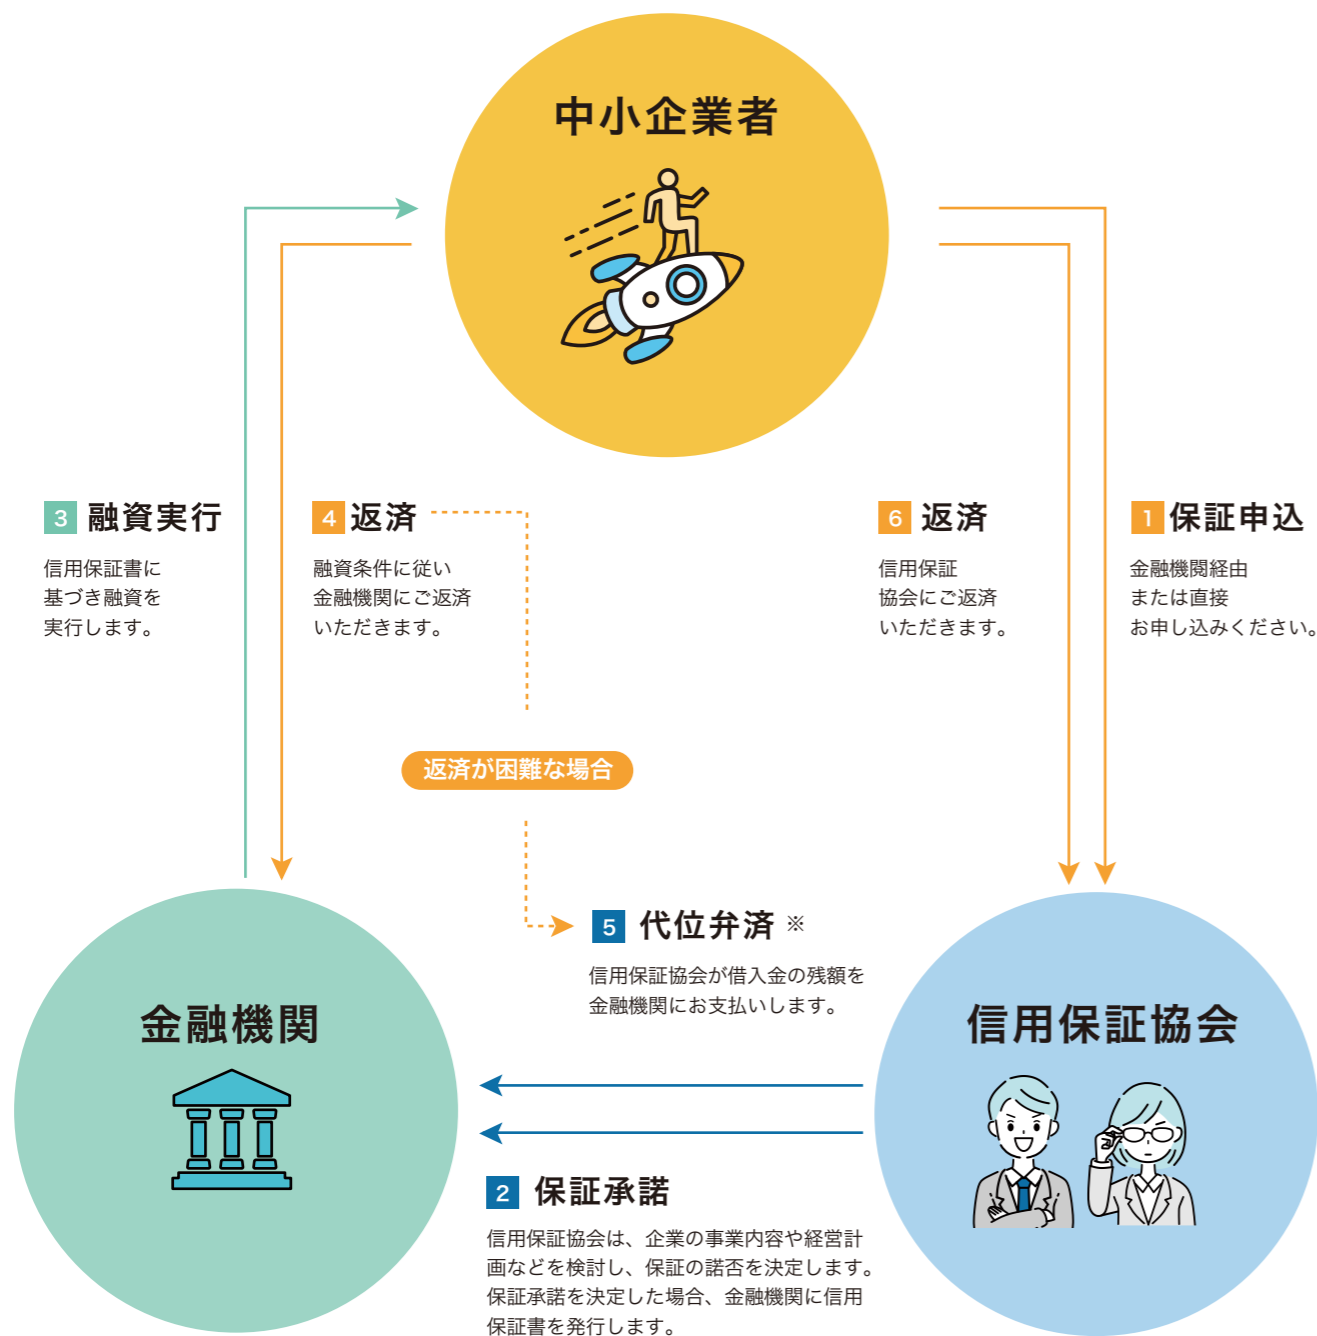 中小企業者
3 融資実行
信用保証書に
基づき融資を
実行します。
4 返済
融資条件に従い
金融機関にご返済
いただきます。
6 返済
信用保証
協会にご返済
いただきます。
1 保証申込
金融機関経由
または直接
お申し込みください。
返済が困難な場合
5 代位弁済 ※
信用保証協会が借入金の残額を
金融機関にお支払いします。
金融機関
信用保証協会
2 保証承諾
信用保証協会は、企業の事業内容や経営計
画などを検討し、保証の諾否を決定します。
保証承諾を決定した場合、金融機関に信用
保証書を発行します。